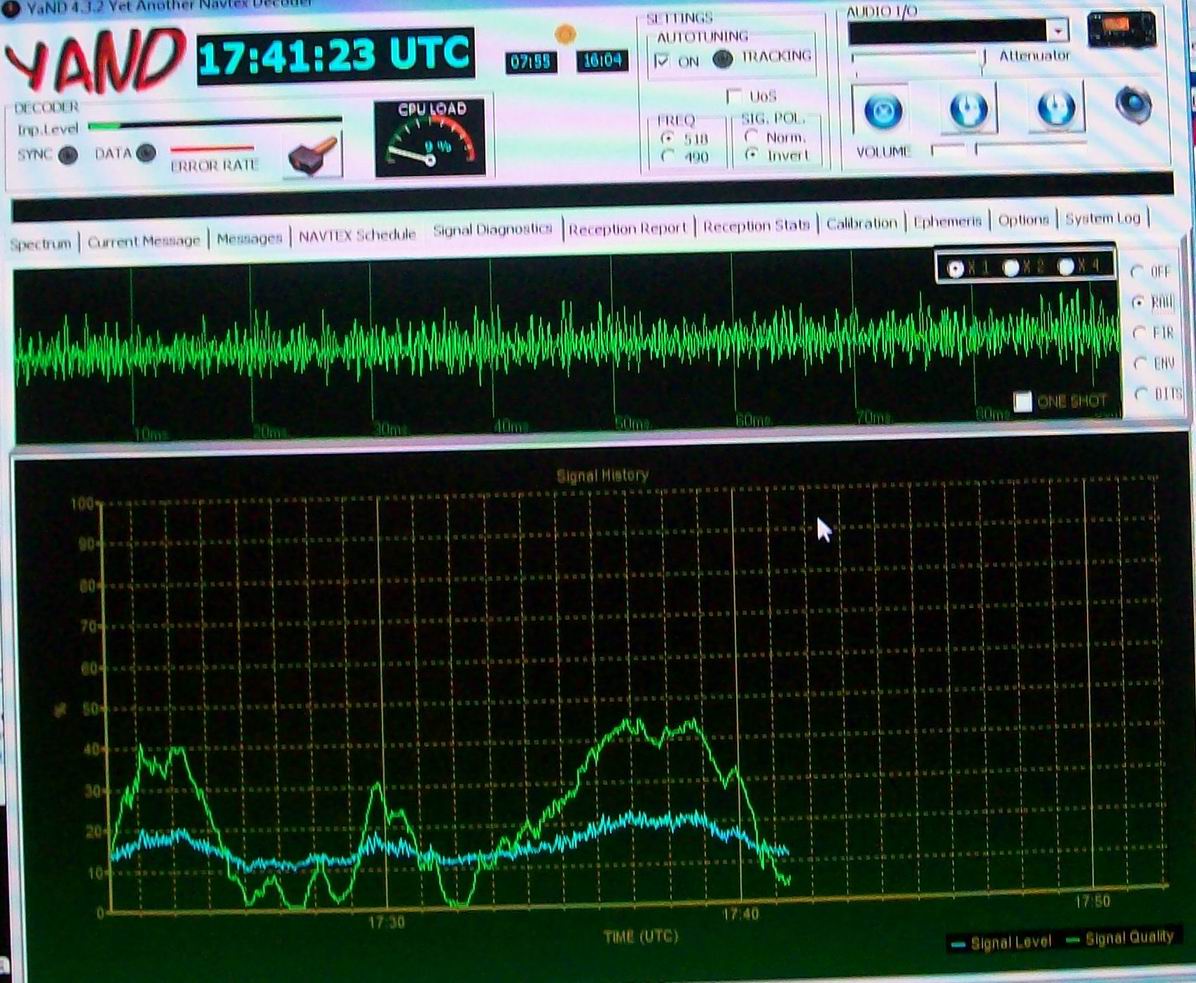 YaND 4.3.2 Yet Another Navtex Decoder
YAND
17:41:23 UTC
07:55
16:04
SETTINGS
AUTOTUNING
ON
TRACKING
UoS
FREQ
518
490
SIG. POL.
Norm.
Invert
AUDIO I/O
Attenuator
VOLUME
DECODER
Inp.Level
SYNC
DATA
ERROR RATE
CPU LOAD
9 %
Spectrum
Current Message
Messages
NAVTEX Schedule
Signal Diagnostics
Reception Report
Reception Stats
Calibration
Ephemeris
Options
System Log
X 1
X 2
X 4
OFF
RAW
FIR
ENV
BITS
ONE SHOT
10ms
20ms
30ms
40ms
50ms
60ms
70ms
80ms
Signal History
100
90
80
70
60
50
40
30
20
10
0
%
17:30
17:40
17:50
TIME (UTC)
Signal Level
Signal Quality